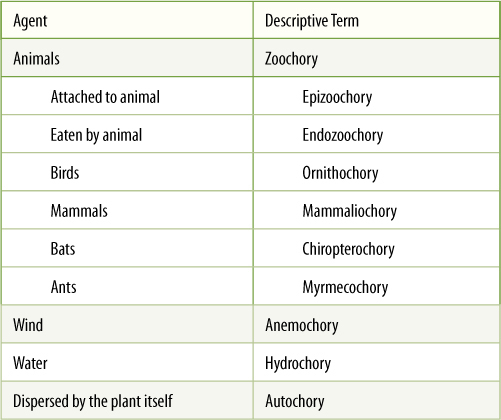 Agent Descriptive Term
Animals Zoochory
Attached to animal Epizoochory
Eaten by animal Endozoochory
Birds Ornithochory
Mammals Mammaliochory
Bats Chiropterochory
Ants Myrmecochory
Wind Anemochory
Water Hydrochory
Dispersed by the plant itself Autochory